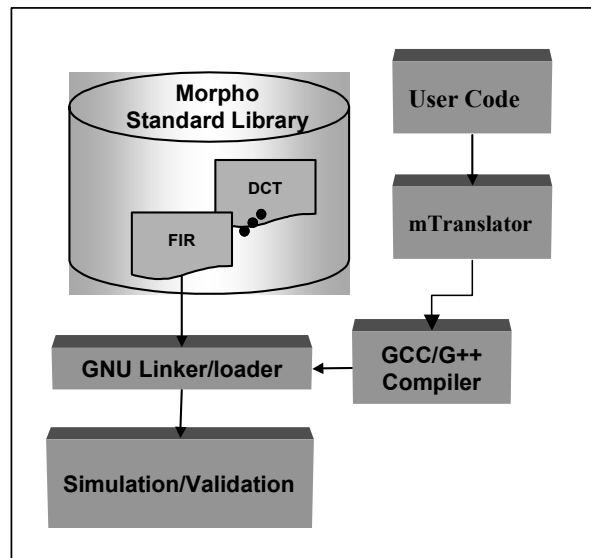 Morpho
Standard Library
DCT
FIR
User Code
mTranslator
GCC/G++
Compiler
GNU Linker/loader
Simulation/Validation